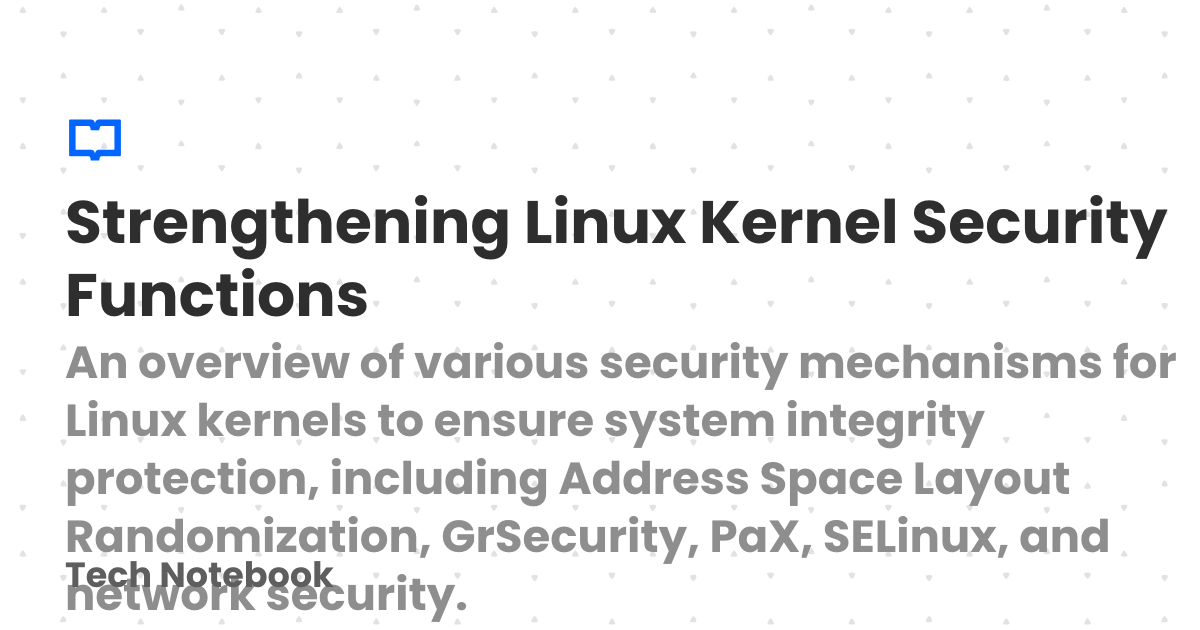 Strengthening Linux Kernel Security
Functions
An overview of various security mechanisms for
Linux kernels to ensure system integrity
protection, including Address Space Layout
Randomization, GrSecurity, PaX, SELinux, and
Tech Notebook
network security.